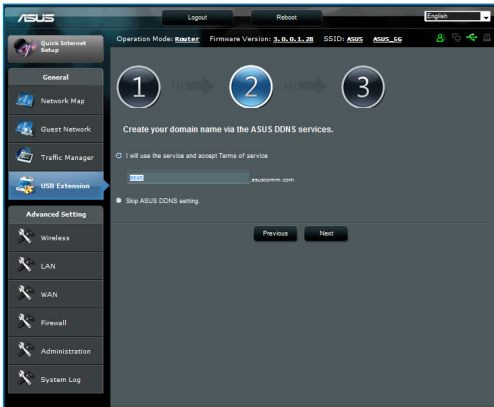 ASUS
Logout
Reboot
English
Quick Internet Setup
Operation Mode: Router Firmware Version: 3.0.0.1.28 SSID: ASUS ASUS_5G
General
Network Map
Guest Network
Traffic Manager
USB Extension
Advanced Setting
Wireless
LAN
WAN
Firewall
Administration
System Log
1
2
3
Create your domain name via the ASUS DDNS services.
I will use the service and accept Terms of service
.asuscomm.com
Skip ASUS DDNS setting.
Previous
Next